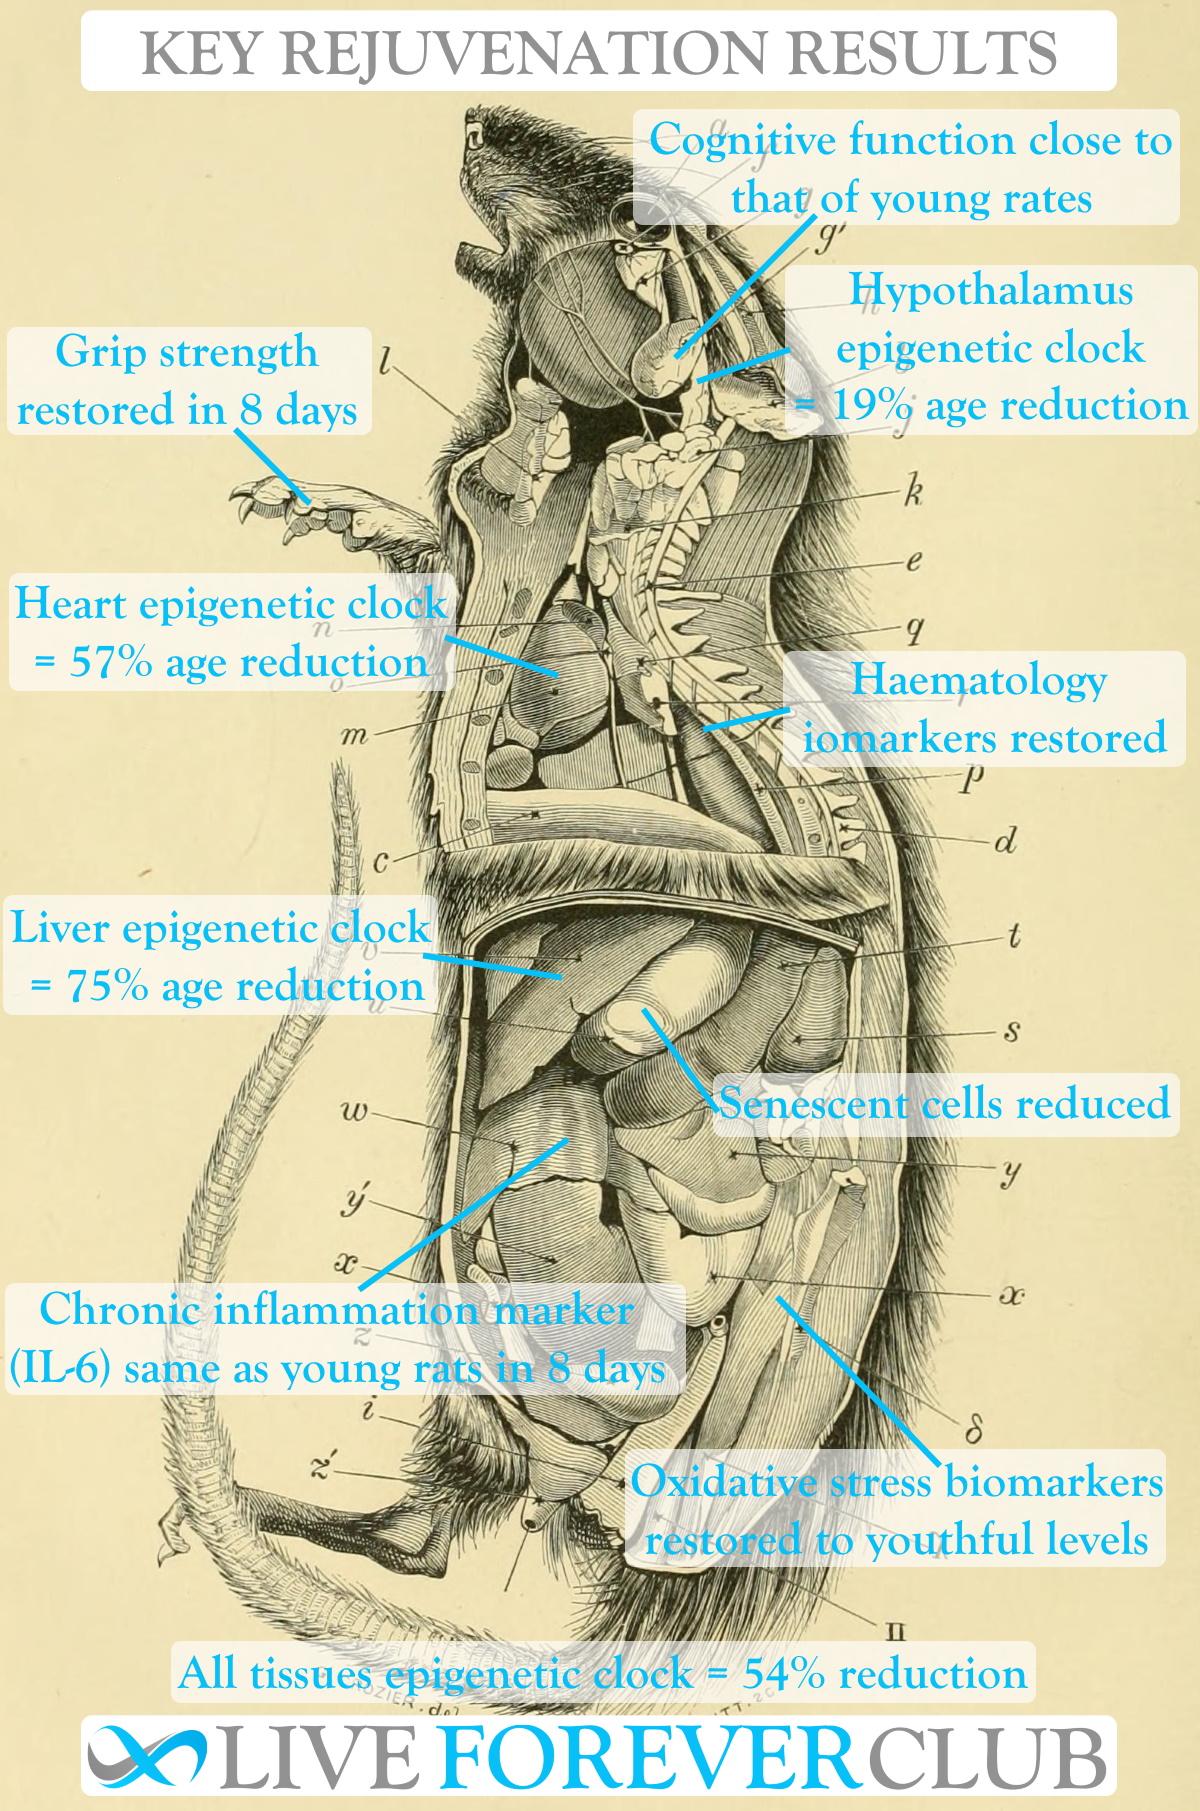 KEY REJUVENATION RESULTS
Cognitive function close to
that of young rates
g'
Hypothalamus
epigenetic clock
= 19% age reduction
Grip strength
restored in 8 days
l
j
k
e
Heart epigenetic clock
= 57% age reduction
n
o
q
m
Haematology
iomarkers restored
r
p
d
c
Liver epigenetic clock
= 75% age reduction
v
u
t
s
w
Senescent cells reduced
y
y'
x
x
Chronic inflammation marker
(IL-6) same as young rats in 8 days
z
i
δ
z'
Oxidative stress biomarkers
restored to youthful levels
II
All tissues epigenetic clock = 54% reduction
LIVE FOREVER CLUB